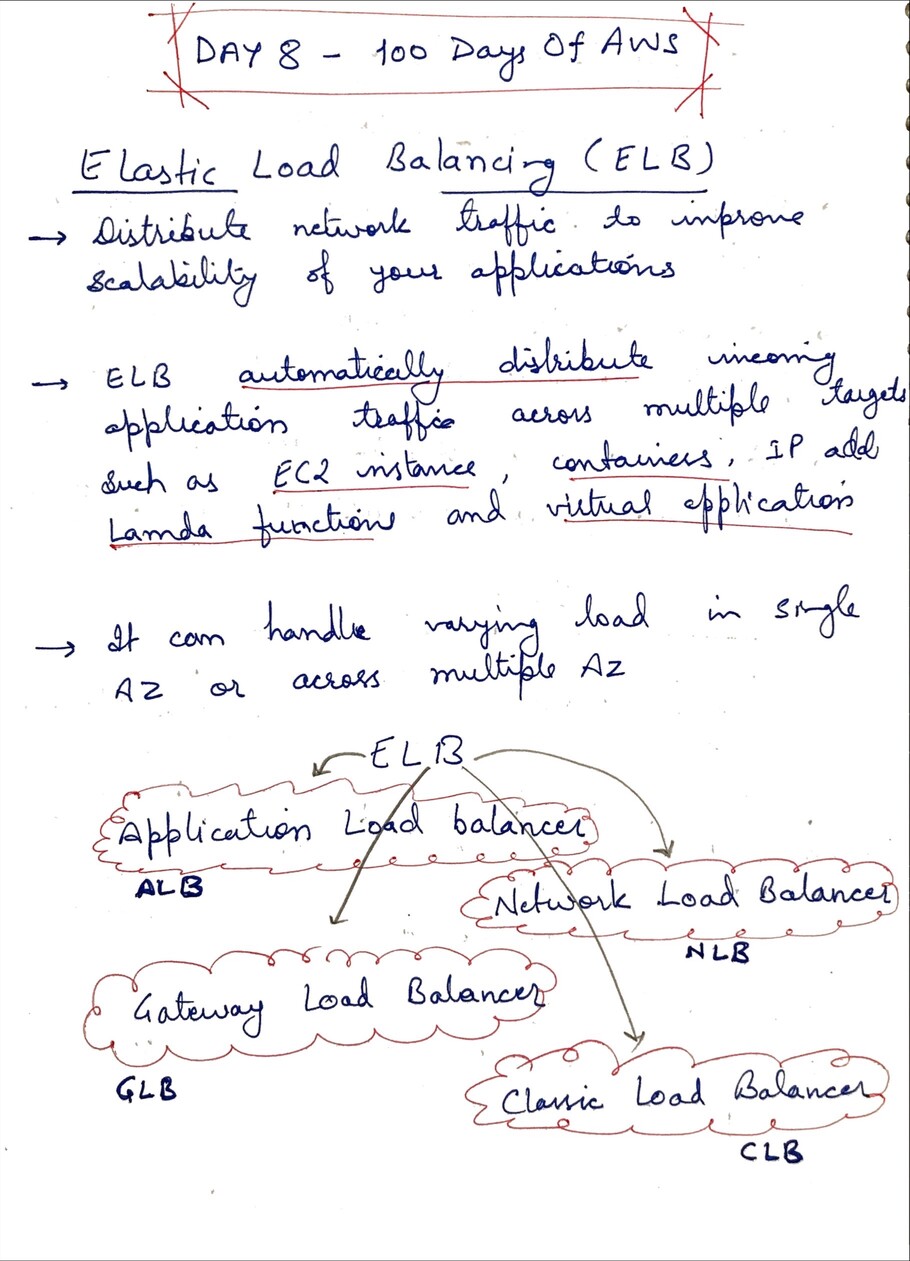 DAY 8 - 100 Days Of AWS
Elastic Load Balancing (ELB)
→ Distribute network traffic to improve
scalability of your applications
→ ELB automatically distribute incoming
application traffic across multiple targets
such as EC2 instance, containers, IP add
Lamda functions and virtual application
→ It can handle varying load in single
AZ or across multiple AZ
ELB
Application Load balancer
ALB
Network Load Balancer
NLB
Gateway Load Balancer
GLB
Classic Load Balancer
CLB